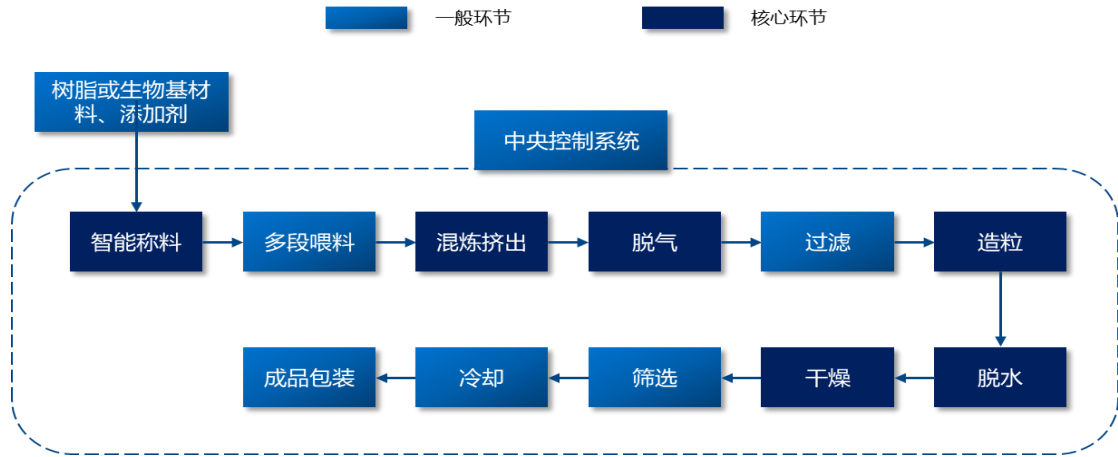 一般环节
核心环节
树脂或生物基材
料、添加剂
中央控制系统
智能称料
多段喂料
混炼挤出
脱气
过滤
造粒
成品包装
冷却
筛选
干燥
脱水